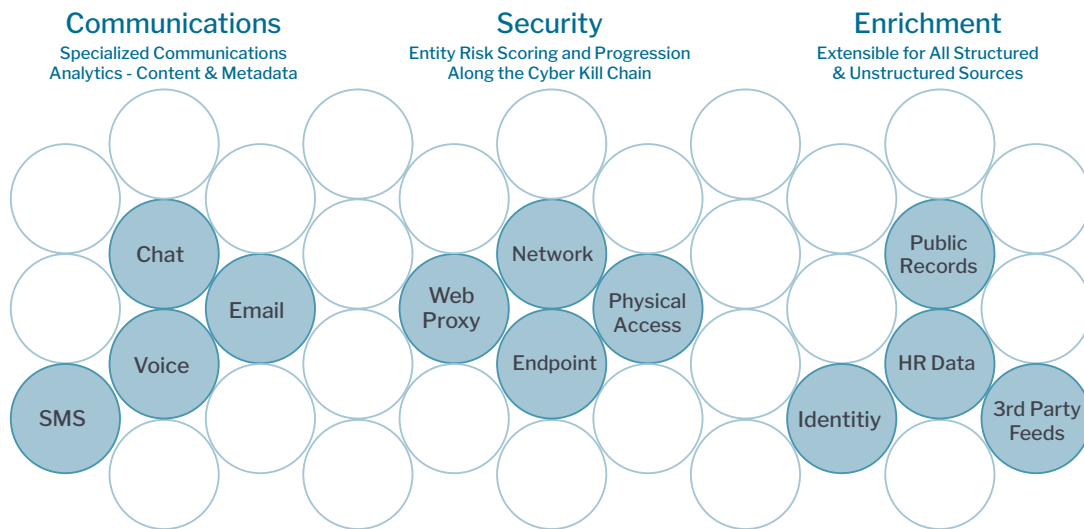 Communications
Specialized Communications
Analytics - Content & Metadata
Security
Entity Risk Scoring and Progression
Along the Cyber Kill Chain
Enrichment
Extensible for All Structured
& Unstructured Sources
Chat
Email
Voice
SMS
Network
Web
Proxy
Physical
Access
Endpoint
Public
Records
HR Data
Identitiy
3rd Party
Feeds